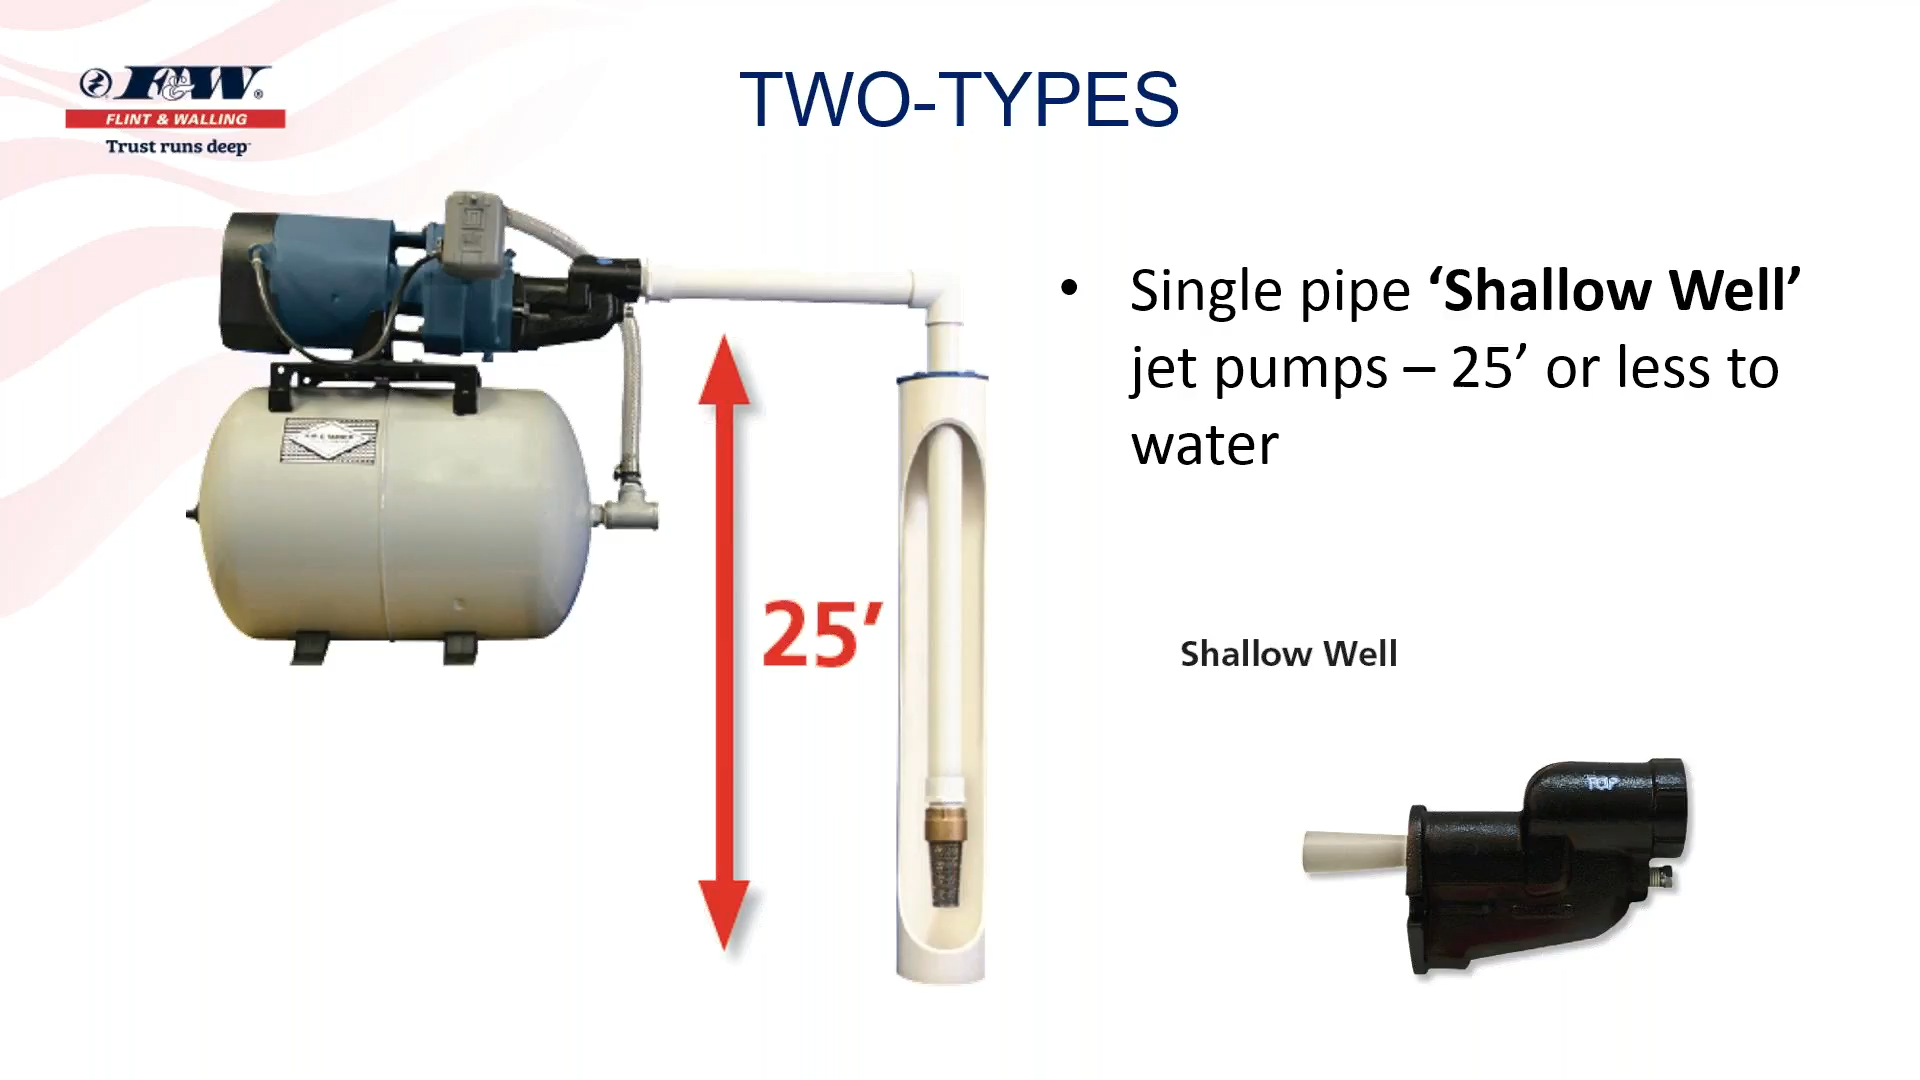 F&W®
FLINT & WALLING
Trust runs deep
TWO-TYPES
• Single pipe ‘Shallow Well’
jet pumps – 25’ or less to
water
25’
Shallow Well
TOP